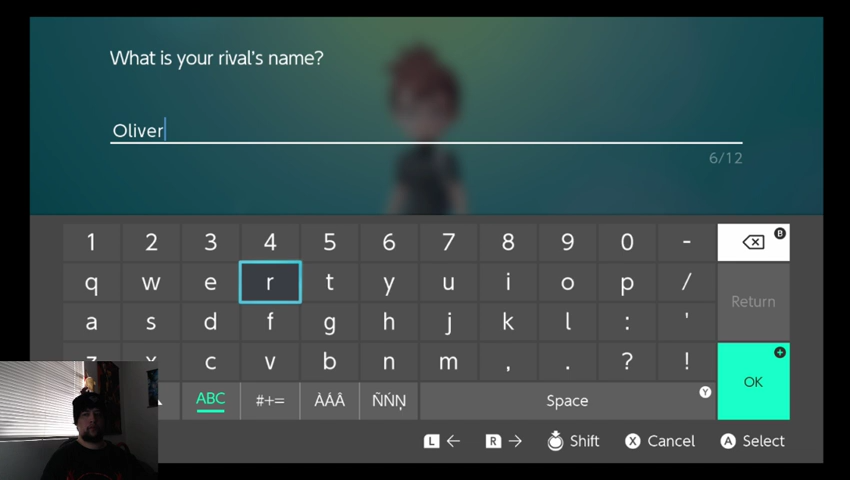 What is your rival's name?
Oliver
6/12
1 2 3 4 5 6 7 8 9 0 - B
q w e r t y u i o p / Return
a s d f g h j k l : '
z x c v b n m , . ? ! OK
ABC #+= ÀÁÂ ÑŃŅ Space Y
L ← R → Shift X Cancel A Select